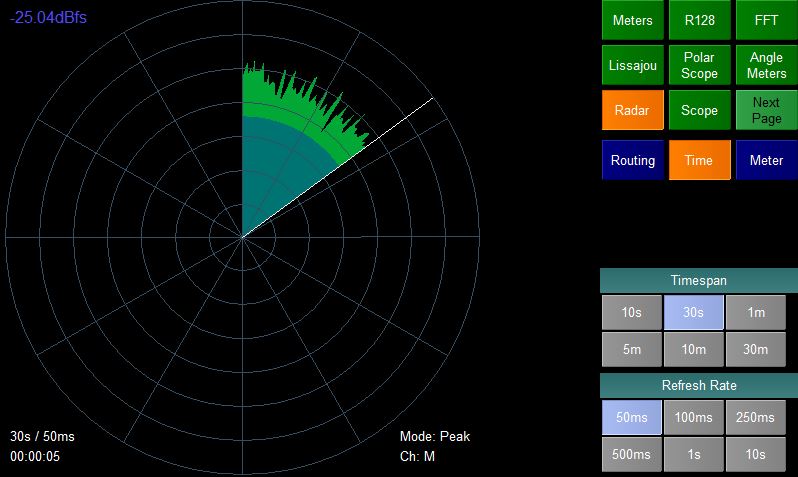 -25.04dBfs
Meters
R128
FFT
Lissajou
Polar
Scope
Angle
Meters
Radar
Scope
Next
Page
Routing
Time
Meter
Timespan
10s
30s
1m
5m
10m
30m
Refresh Rate
50ms
100ms
250ms
500ms
1s
10s
30s / 50ms
00:00:05
Mode: Peak
Ch: M